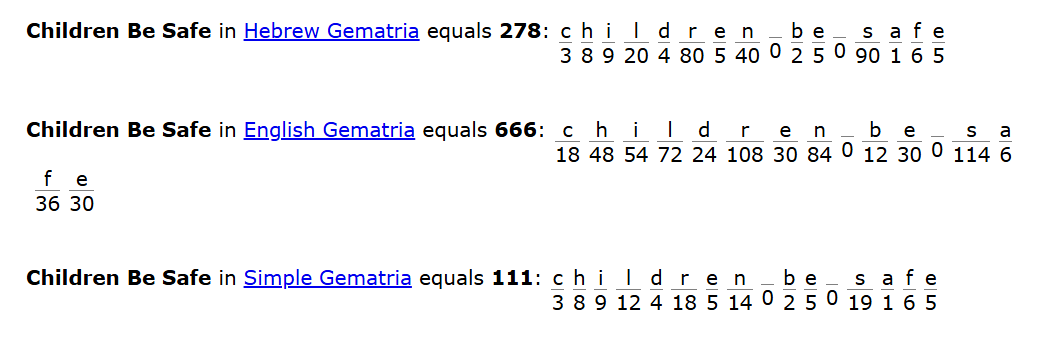 Children Be Safe in Hebrew Gematria equals 278: c h i l d r e n _ b e _ s a f e
3 8 9 20 4 80 5 40 0 2 5 0 90 1 6 5
Children Be Safe in English Gematria equals 666: c h i l d r e n _ b e _ s a
18 48 54 72 24 108 30 84 0 12 30 0 114 6
f e
36 30
Children Be Safe in Simple Gematria equals 111: c h i l d r e n _ b e _ s a f e
3 8 9 12 4 18 5 14 0 2 5 0 19 1 6 5